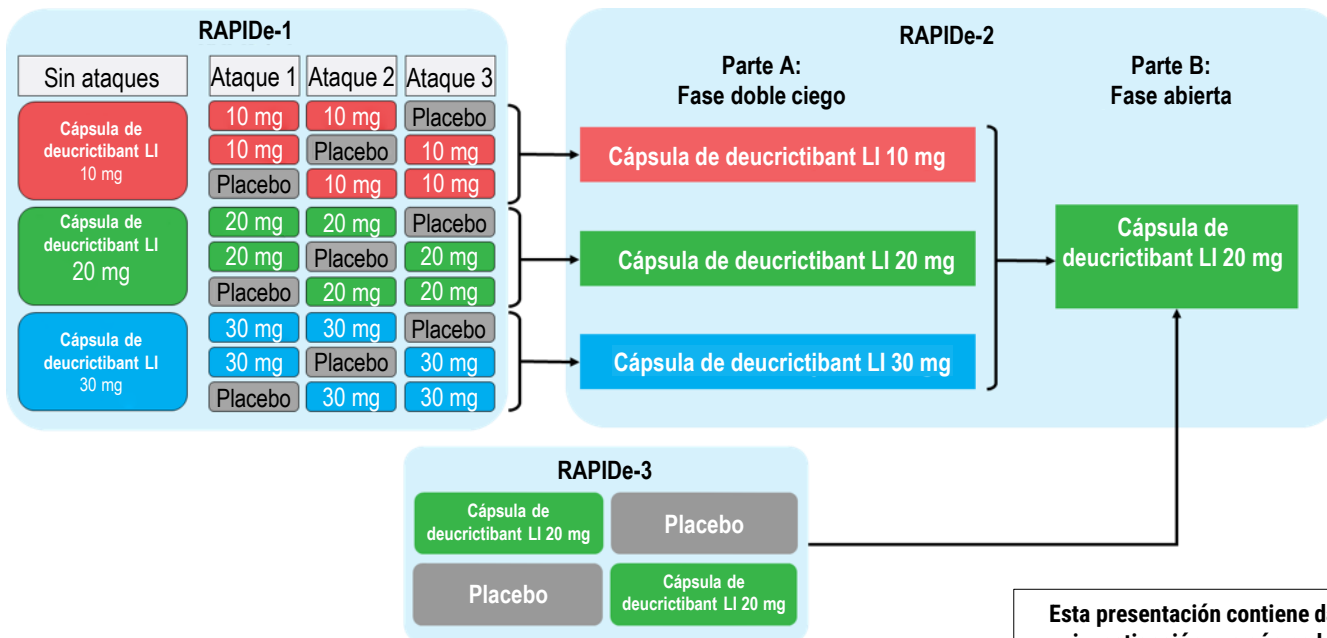 RAPIDe-1
Sin ataques
Ataque 1
Ataque 2
Ataque 3
Cápsula de
deucrictibant LI
10 mg
10 mg
10 mg
Placebo
10 mg
Placebo
10 mg
Placebo
10 mg
10 mg
Cápsula de
deucrictibant LI
20 mg
20 mg
20 mg
Placebo
20 mg
Placebo
20 mg
Placebo
20 mg
20 mg
Cápsula de
deucrictibant LI
30 mg
30 mg
30 mg
Placebo
30 mg
Placebo
30 mg
Placebo
30 mg
30 mg
RAPIDe-2
Parte A:
Fase doble ciego
Cápsula de deucrictibant LI 10 mg
Cápsula de deucrictibant LI 20 mg
Cápsula de deucrictibant LI 30 mg
Parte B:
Fase abierta
Cápsula de
deucrictibant LI 20 mg
RAPIDe-3
Cápsula de
deucrictibant LI 20 mg
Placebo
Placebo
Cápsula de
deucrictibant LI 20 mg
Esta presentación contiene